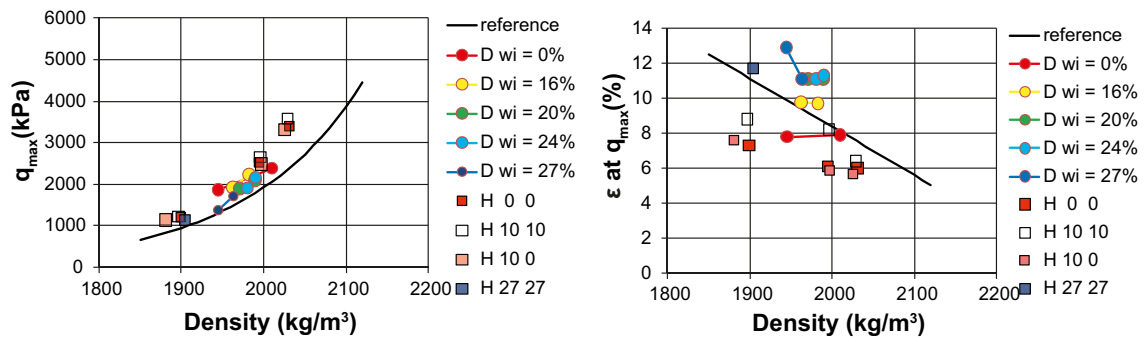 6000
5000
4000
3000
2000
1000
0
1800 1900 2000 2100 2200
qmax(kPa)
Density (kg/m³)
reference
D wi = 0%
D wi = 16%
D wi = 20%
D wi = 24%
D wi = 27%
H 0 0
H 10 10
H 10 0
H 27 27
14
12
10
8
6
4
2
0
1800 1900 2000 2100 2200
ε at qmax(%)
Density (kg/m³)
reference
D wi = 0%
D wi = 16%
D wi = 20%
D wi = 24%
D wi = 27%
H 0 0
H 10 10
H 10 0
H 27 27